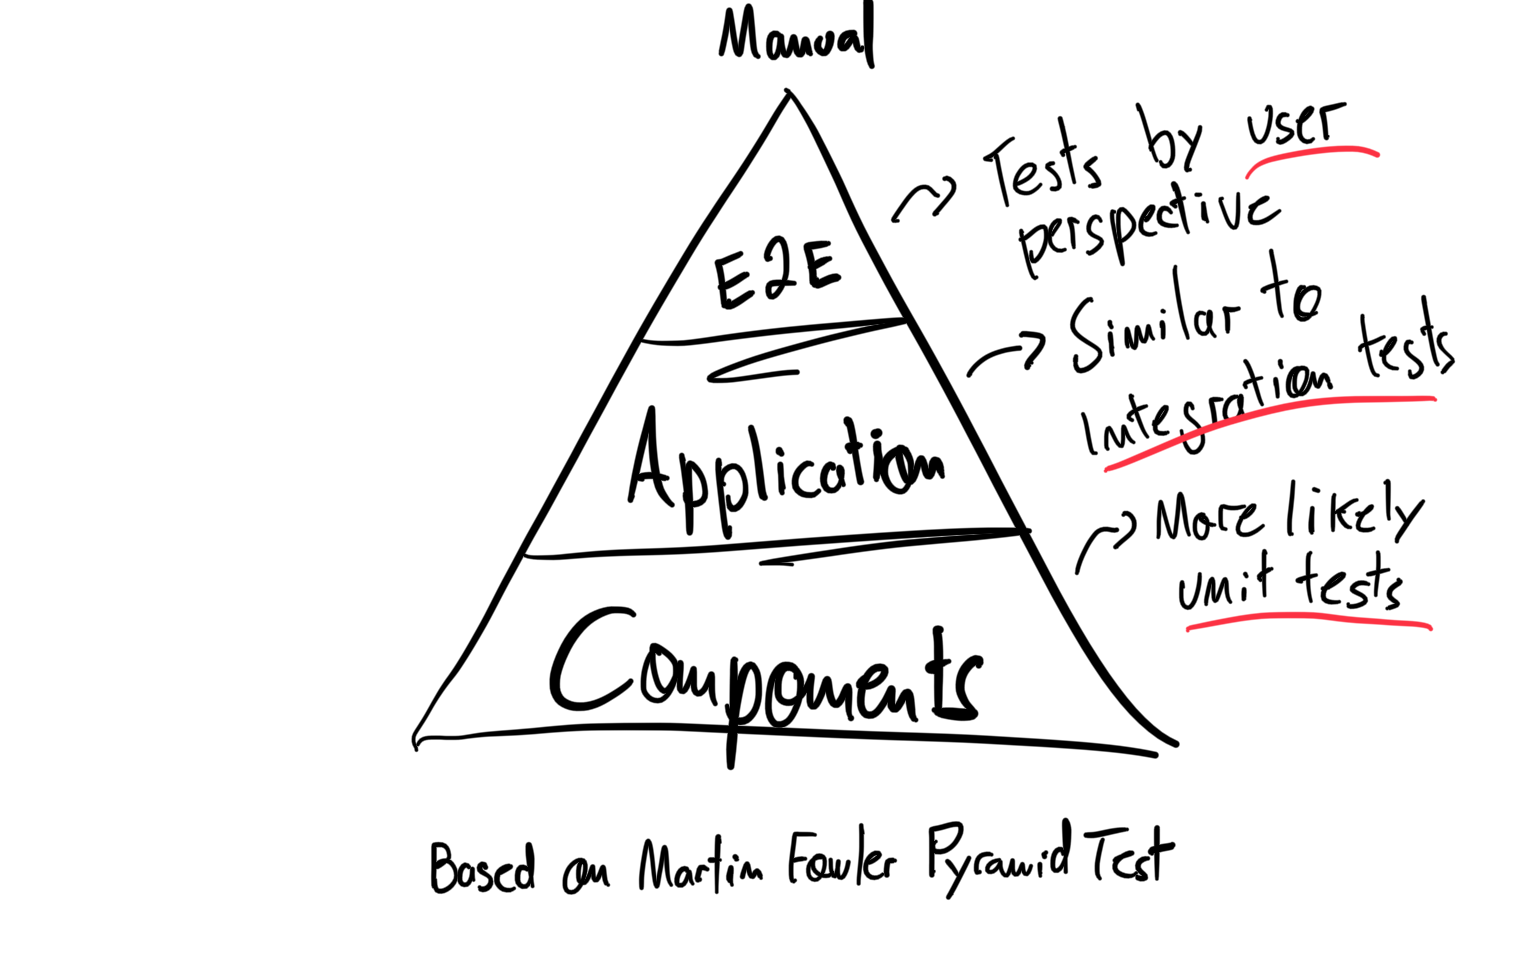 Manual
E2E
Tests by user
perspective
Application
Similar to
Integration tests
Components
More likely
unit tests
Based on Martin Fowler Pyramid Test